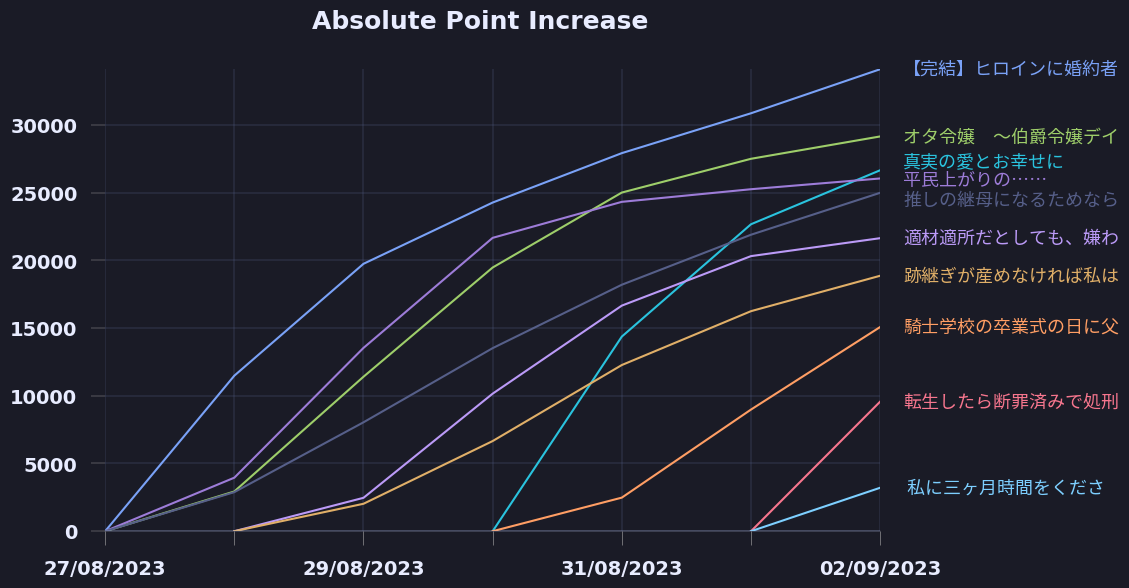 Absolute Point Increase
30000
25000
20000
15000
10000
5000
0
27/08/2023
29/08/2023
31/08/2023
02/09/2023
【完結】ヒロインに婚約者
オタ令嬢　〜伯爵令嬢デイ
真実の愛とお幸せに
平民上がりの……
推しの継母になるためなら
適材適所だとしても、嫌わ
跡継ぎが産めなければ私は
騎士学校の卒業式の日に父
転生したら断罪済みで処刑
私に三ヶ月時間をくださ